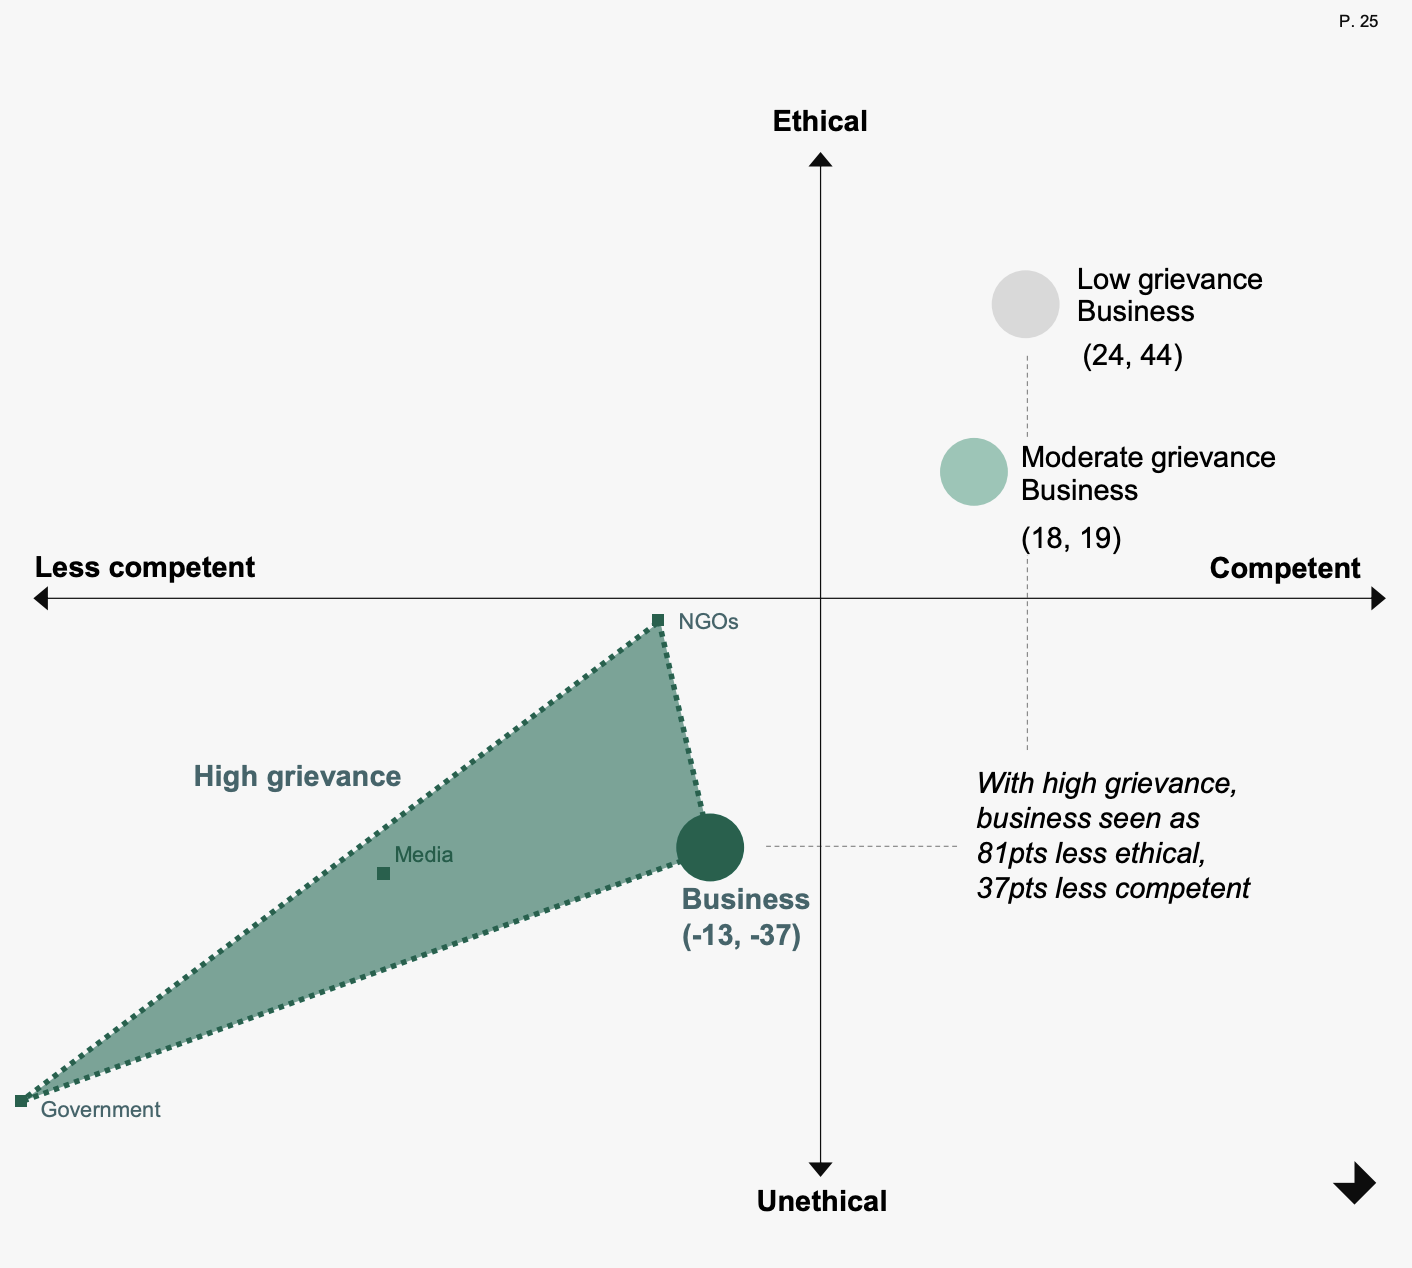 P. 25
Ethical
Low grievance
Business
(24, 44)
Moderate grievance
Business
(18, 19)
Less competent
Competent
NGOs
High grievance
Media
Business
(-13, -37)
With high grievance,
business seen as
81pts less ethical,
37pts less competent
Government
Unethical